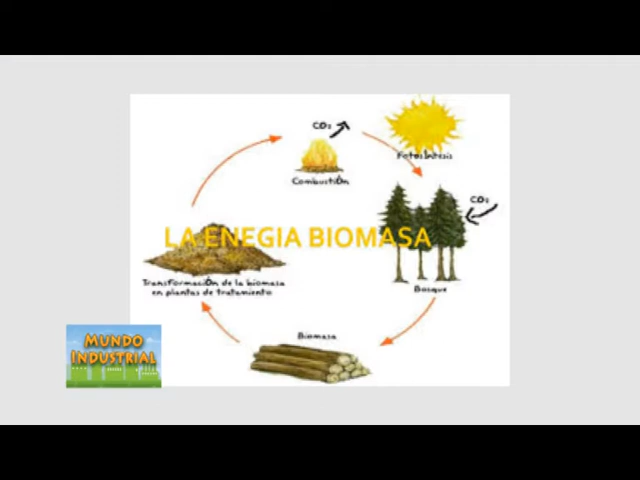 CO₂
Fotosíntesis
CombustiÓn
CO₂
LA ENEGIA BIOMASA
TransformaciÓn de la biomasa
en plantas de tratamiento
Bosque
Biomasa
MUNDO
INDUSTRIAL